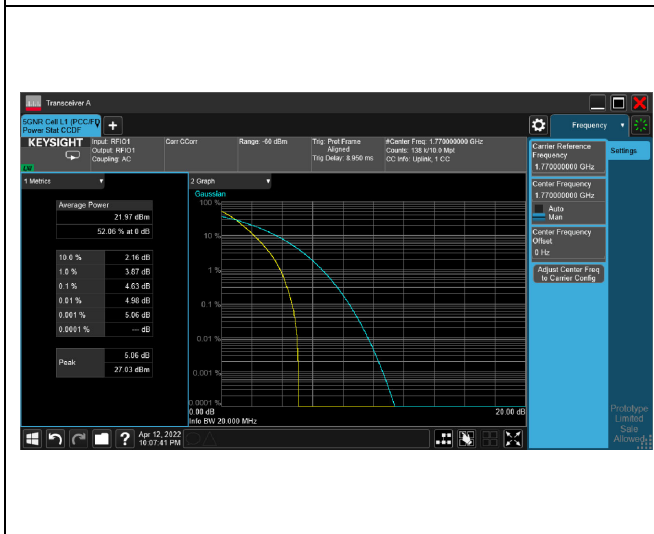 Transceiver A
5GNR Cell L1 (PCC/FD
Power Stat CCDF
Frequency
KEYSIGHT
LXI
Input: RFIO1
Output: RFIO1
Coupling: AC
Corr CCorr
Range: -60 dBm
Trig: Pret Frame
Aligned
Trig Delay: 8.950 ms
#Center Freq: 1.770000000 GHz
Counts: 138 k/10.0 Mpt
CC Info: Uplink, 1 CC
1 Metrics
Average Power
21.97 dBm
52.06 % at 0 dB
10.0 % 2.16 dB
1.0 % 3.87 dB
0.1 % 4.63 dB
0.01 % 4.98 dB
0.001 % 5.06 dB
0.0001 % --- dB
Peak
5.06 dB
27.03 dBm
2 Graph
Gaussian
100 %
10 %
1 %
0.1 %
0.01 %
0.001 %
0.0001 %
0.00 dB
20.00 dB
Info BW 20.000 MHz
Carrier Reference
Frequency
1.770000000 GHz
Center Frequency
1.770000000 GHz
Auto
Man
Center Frequency
Offset
0 Hz
Adjust Center Freq
to Carrier Config
Settings
Prototype
Limited
Sale
Allowed
Apr 12, 2022
10:07:41 PM